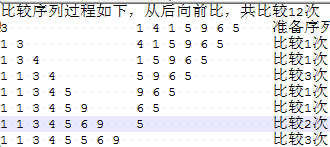 比较序列过程如下，从后向前比，共比较12次
3 1 4 1 5 9 6 5 准备序列
1 3 4 1 5 9 6 5 比较1次
1 3 4 1 5 9 6 5 比较1次
1 1 3 4 5 9 6 5 比较3次
1 1 3 4 5 9 6 5 比较1次
1 1 3 4 5 9 6 5 比较1次
1 1 3 4 5 6 9 5 比较2次
1 1 3 4 5 5 6 9 比较3次